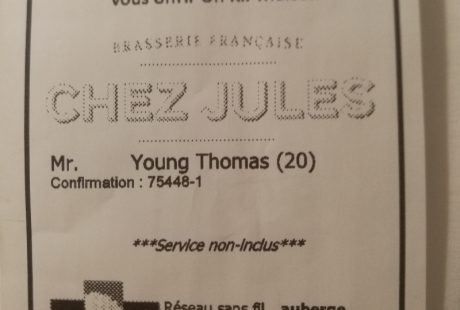 BRASSERIE FRANÇAISE
CHEZ JULES
Mr. Young Thomas (20)
Confirmation : 75448-1
***Service non-inclus***
Réseau sans fil auberge